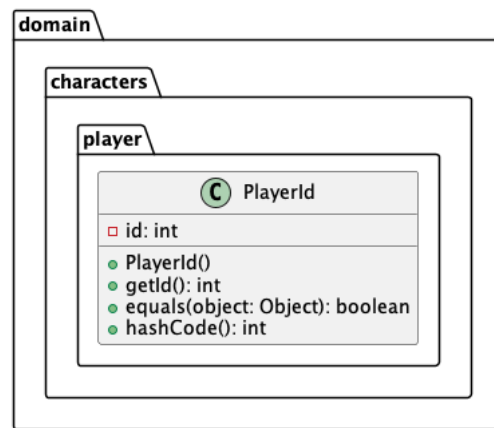 domain
characters
player
C PlayerId
id: int
PlayerId()
getId(): int
equals(object: Object): boolean
hashCode(): int